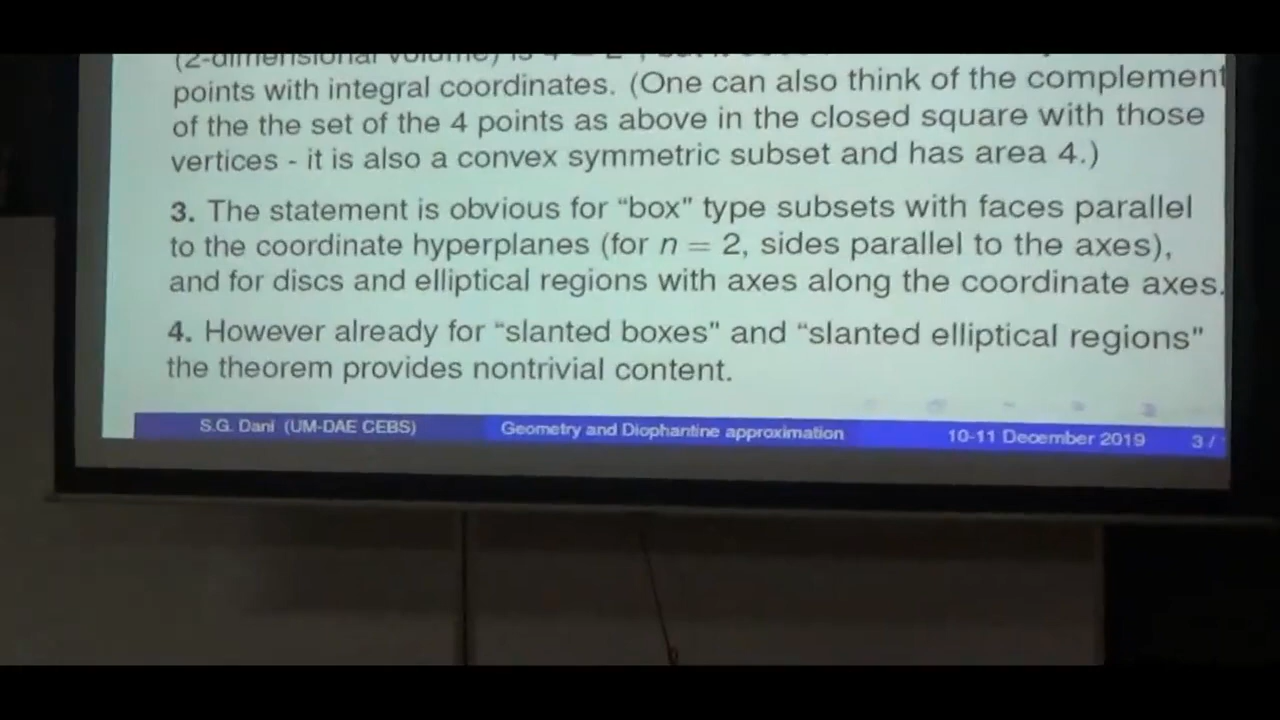 (2-dimensional volume) is
points with integral coordinates. (One can also think of the complement
of the the set of the 4 points as above in the closed square with those
vertices - it is also a convex symmetric subset and has area 4.)
3. The statement is obvious for “box” type subsets with faces parallel
to the coordinate hyperplanes (for n = 2, sides parallel to the axes),
and for discs and elliptical regions with axes along the coordinate axes.
4. However already for “slanted boxes” and “slanted elliptical regions”
the theorem provides nontrivial content.
S.G. Dani (UM-DAE CEBS) Geometry and Diophantine approximation 10-11 December 2019 3 /